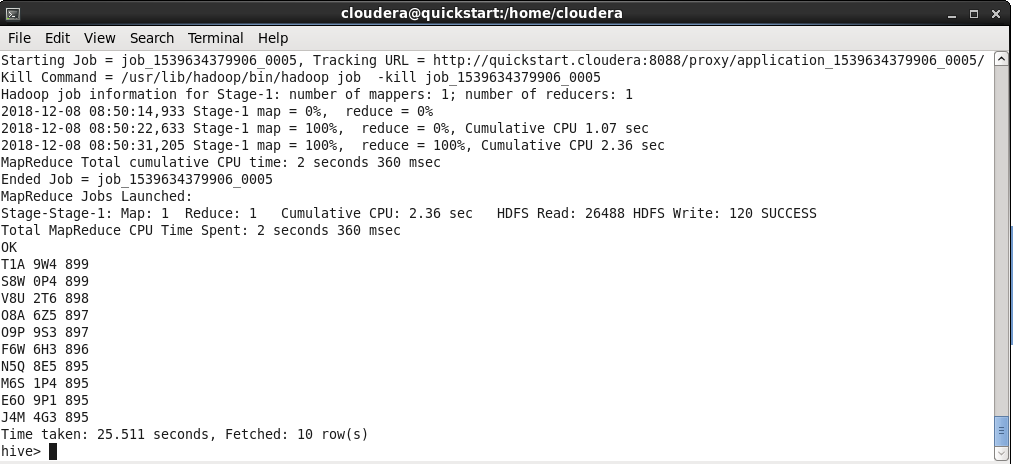 cloudera@quickstart:/home/cloudera
File Edit View Search Terminal Help
Starting Job = job_1539634379906_0005, Tracking URL = http://quickstart.cloudera:8088/proxy/application_1539634379906_0005/
Kill Command = /usr/lib/hadoop/bin/hadoop job  -kill job_1539634379906_0005
Hadoop job information for Stage-1: number of mappers: 1; number of reducers: 1
2018-12-08 08:50:14,933 Stage-1 map = 0%,  reduce = 0%
2018-12-08 08:50:22,633 Stage-1 map = 100%,  reduce = 0%, Cumulative CPU 1.07 sec
2018-12-08 08:50:31,205 Stage-1 map = 100%,  reduce = 100%, Cumulative CPU 2.36 sec
MapReduce Total cumulative CPU time: 2 seconds 360 msec
Ended Job = job_1539634379906_0005
MapReduce Jobs Launched:
Stage-Stage-1: Map: 1  Reduce: 1   Cumulative CPU: 2.36 sec   HDFS Read: 26488 HDFS Write: 120 SUCCESS
Total MapReduce CPU Time Spent: 2 seconds 360 msec
OK
T1A 9W4 899
S8W 0P4 899
V8U 2T6 898
O8A 6Z5 897
O9P 9S3 897
F6W 6H3 896
N5Q 8E5 895
M6S 1P4 895
E6O 9P1 895
J4M 4G3 895
Time taken: 25.511 seconds, Fetched: 10 row(s)
hive>